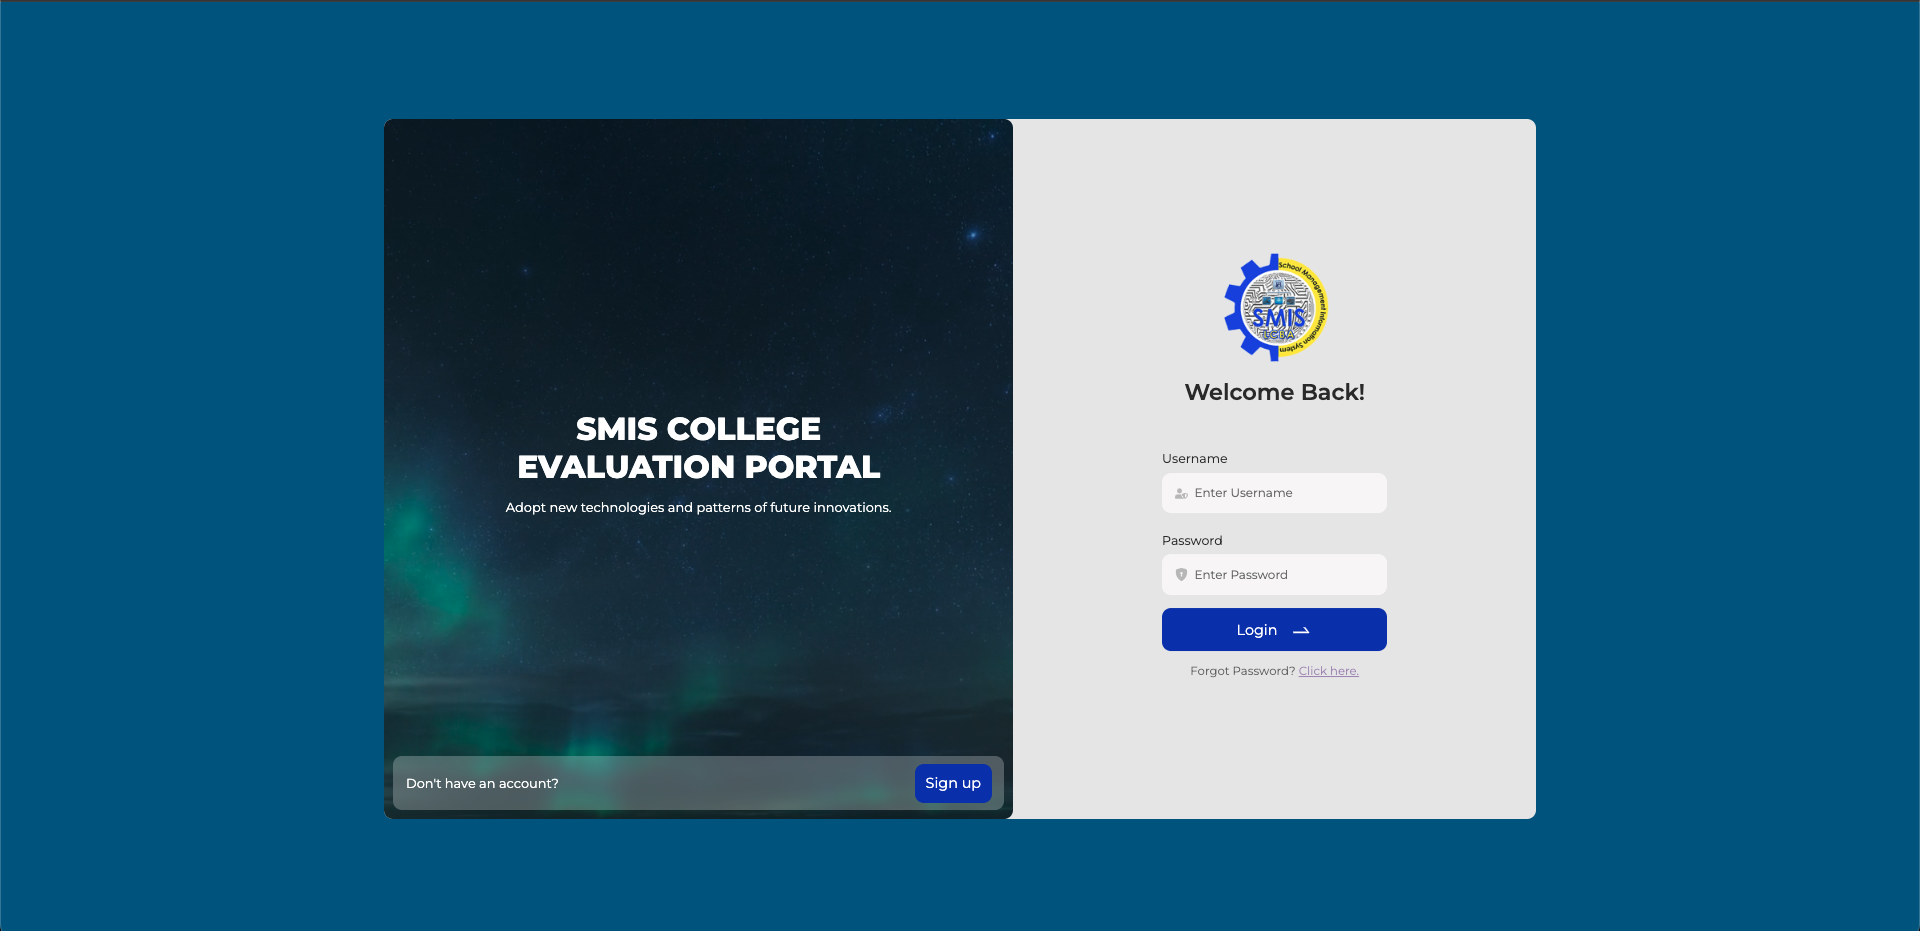 SMIS COLLEGE
EVALUATION PORTAL
Adopt new technologies and patterns of future innovations.
Don't have an account?
Sign up
School Management Information System
SMIS
Welcome Back!
Username
Enter Username
Password
Enter Password
Login
Forgot Password? Click here.